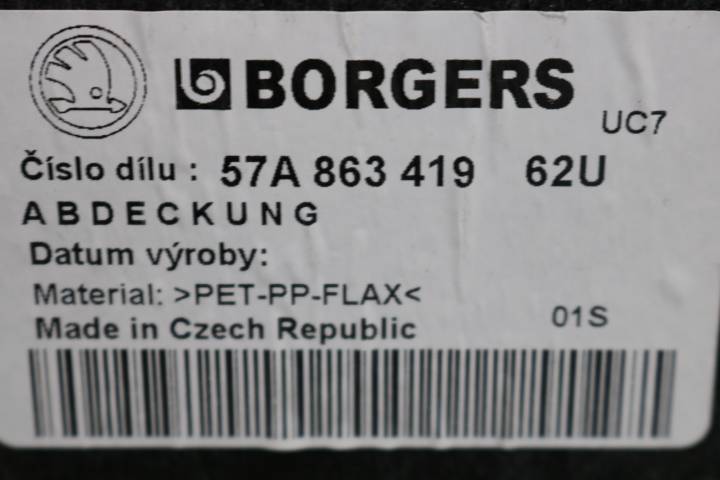 BORGERS
UC7
Číslo dílu : 57A 863 419 62U
ABDECKUNG
Datum výroby:
Material: >PET-PP-FLAX<
01S
Made in Czech Republic